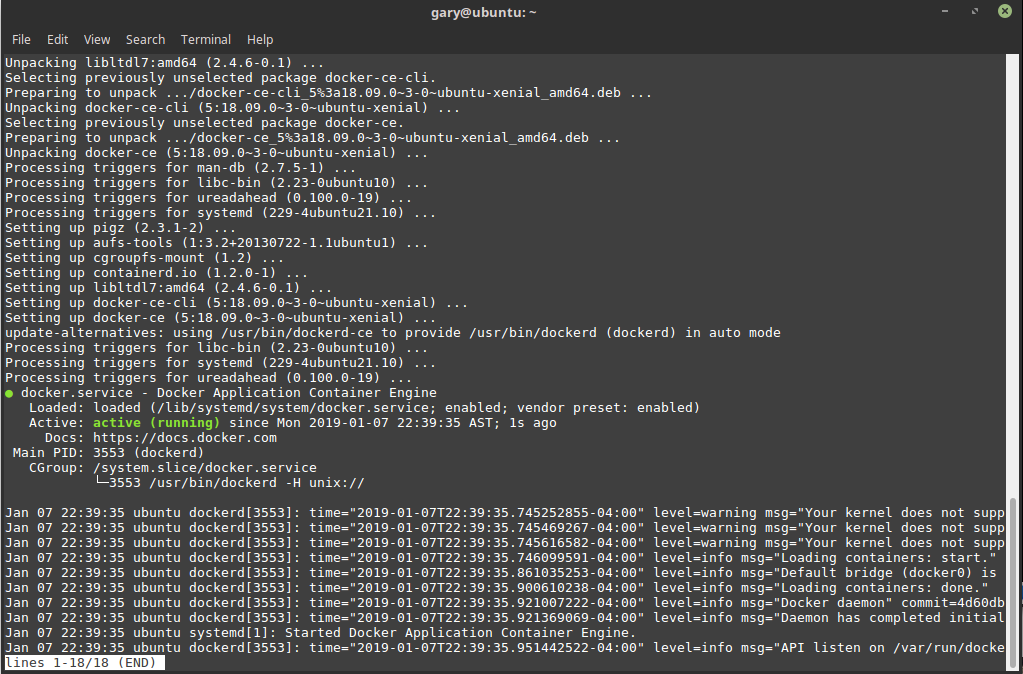 gary@ubuntu: ~
File Edit View Search Terminal Help
Unpacking libltdl7:amd64 (2.4.6-0.1) ...
Selecting previously unselected package docker-ce-cli.
Preparing to unpack .../docker-ce-cli_5%3a18.09.0~3-0~ubuntu-xenial_amd64.deb ...
Unpacking docker-ce-cli (5:18.09.0~3-0~ubuntu-xenial) ...
Selecting previously unselected package docker-ce.
Preparing to unpack .../docker-ce_5%3a18.09.0~3-0~ubuntu-xenial_amd64.deb ...
Unpacking docker-ce (5:18.09.0~3-0~ubuntu-xenial) ...
Processing triggers for man-db (2.7.5-1) ...
Processing triggers for libc-bin (2.23-0ubuntu10) ...
Processing triggers for ureadahead (0.100.0-19) ...
Processing triggers for systemd (229-4ubuntu21.10) ...
Setting up pigz (2.3.1-2) ...
Setting up aufs-tools (1:3.2+20130722-1.1ubuntu1) ...
Setting up cgroupfs-mount (1.2) ...
Setting up containerd.io (1.2.0-1) ...
Setting up libltdl7:amd64 (2.4.6-0.1) ...
Setting up docker-ce-cli (5:18.09.0~3-0~ubuntu-xenial) ...
Setting up docker-ce (5:18.09.0~3-0~ubuntu-xenial) ...
update-alternatives: using /usr/bin/dockerd-ce to provide /usr/bin/dockerd (dockerd) in auto mode
Processing triggers for libc-bin (2.23-0ubuntu10) ...
Processing triggers for systemd (229-4ubuntu21.10) ...
Processing triggers for ureadahead (0.100.0-19) ...
● docker.service - Docker Application Container Engine
   Loaded: loaded (/lib/systemd/system/docker.service; enabled; vendor preset: enabled)
   Active: active (running) since Mon 2019-01-07 22:39:35 AST; 1s ago
     Docs: https://docs.docker.com
 Main PID: 3553 (dockerd)
   CGroup: /system.slice/docker.service
           └─3553 /usr/bin/dockerd -H unix://
Jan 07 22:39:35 ubuntu dockerd[3553]: time="2019-01-07T22:39:35.745252855-04:00" level=warning msg="Your kernel does not supp
Jan 07 22:39:35 ubuntu dockerd[3553]: time="2019-01-07T22:39:35.745469267-04:00" level=warning msg="Your kernel does not supp
Jan 07 22:39:35 ubuntu dockerd[3553]: time="2019-01-07T22:39:35.745616582-04:00" level=warning msg="Your kernel does not supp
Jan 07 22:39:35 ubuntu dockerd[3553]: time="2019-01-07T22:39:35.746099591-04:00" level=info msg="Loading containers: start."
Jan 07 22:39:35 ubuntu dockerd[3553]: time="2019-01-07T22:39:35.861035253-04:00" level=info msg="Default bridge (docker0) is
Jan 07 22:39:35 ubuntu dockerd[3553]: time="2019-01-07T22:39:35.900610238-04:00" level=info msg="Loading containers: done."
Jan 07 22:39:35 ubuntu dockerd[3553]: time="2019-01-07T22:39:35.921007222-04:00" level=info msg="Docker daemon" commit=4d60db
Jan 07 22:39:35 ubuntu dockerd[3553]: time="2019-01-07T22:39:35.921369069-04:00" level=info msg="Daemon has completed initial
Jan 07 22:39:35 ubuntu systemd[1]: Started Docker Application Container Engine.
Jan 07 22:39:35 ubuntu dockerd[3553]: time="2019-01-07T22:39:35.951442522-04:00" level=info msg="API listen on /var/run/docke
lines 1-18/18 (END)